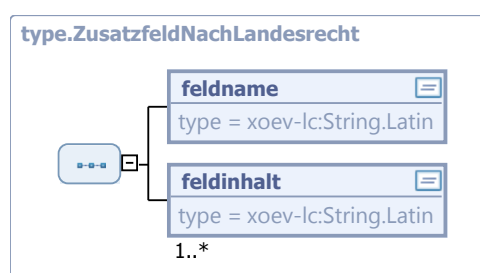 type.ZusatzfeldNachLandesrecht
feldname
type = xoev-lc:String.Latin
feldinhalt
type = xoev-lc:String.Latin
1..*